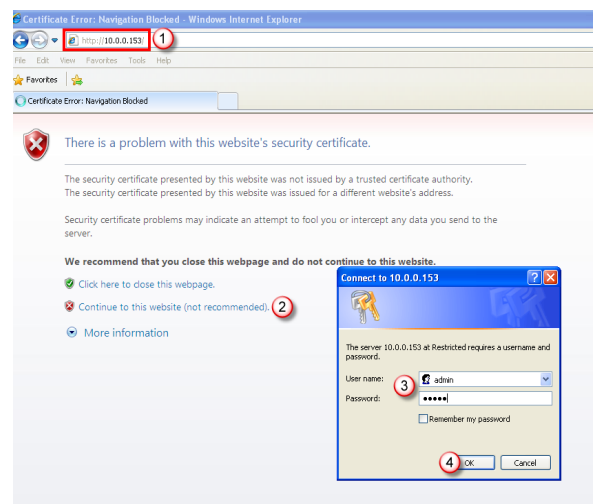 Certificate Error: Navigation Blocked - Windows Internet Explorer
http://10.0.0.153/
1
File Edit View Favorites Tools Help
Favorites
Certificate Error: Navigation Blocked
There is a problem with this website's security certificate.
The security certificate presented by this website was not issued by a trusted certificate authority.
The security certificate presented by this website was issued for a different website's address.
Security certificate problems may indicate an attempt to fool you or intercept any data you send to the
server.
We recommend that you close this webpage and do not continue to this website.
Click here to close this webpage.
Continue to this website (not recommended).
2
More information
Connect to 10.0.0.153
The server 10.0.0.153 at Restricted requires a username and
password.
User name:
3
admin
Password:
●●●●●
Remember my password
4
OK
Cancel